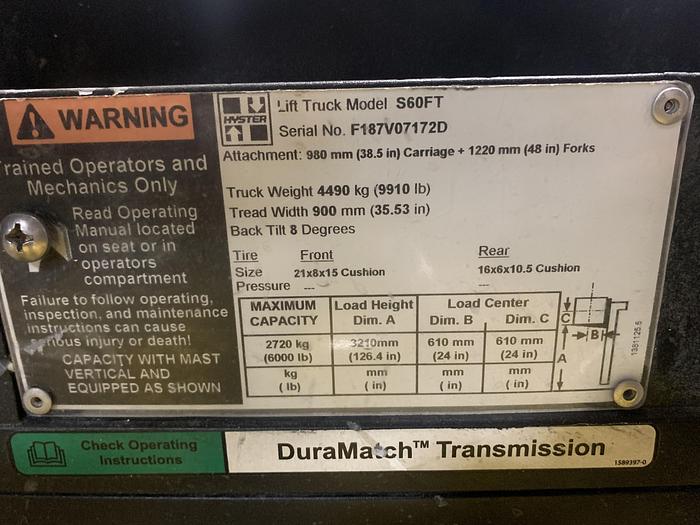 WARNING
Trained Operators and
Mechanics Only
Read Operating
Manual located
on seat or in
operators
compartment
Failure to follow operating,
inspection, and maintenance
instructions can cause
serious injury or death!
CAPACITY WITH MAST
VERTICAL AND
EQUIPPED AS SHOWN
HYSTER
Lift Truck Model S60FT
Serial No. F187V07172D
Attachment: 980 mm (38.5 in) Carriage + 1220 mm (48 in) Forks
Truck Weight 4490 kg (9910 lb)
Tread Width 900 mm (35.53 in)
Back Tilt 8 Degrees
Tire Front Rear
Size 21x8x15 Cushion 16x6x10.5 Cushion
Pressure --- ---
MAXIMUM CAPACITY Load Height Dim. A Load Center Dim. B Dim. C
2720 kg (6000 lb) 3210mm (126.4 in) 610 mm (24 in) 610 mm (24 in)
kg (lb) mm (in) mm (in) mm (in)
C
B
A
1381125.5
Check Operating
Instructions
DuraMatch™ Transmission
1589397-0